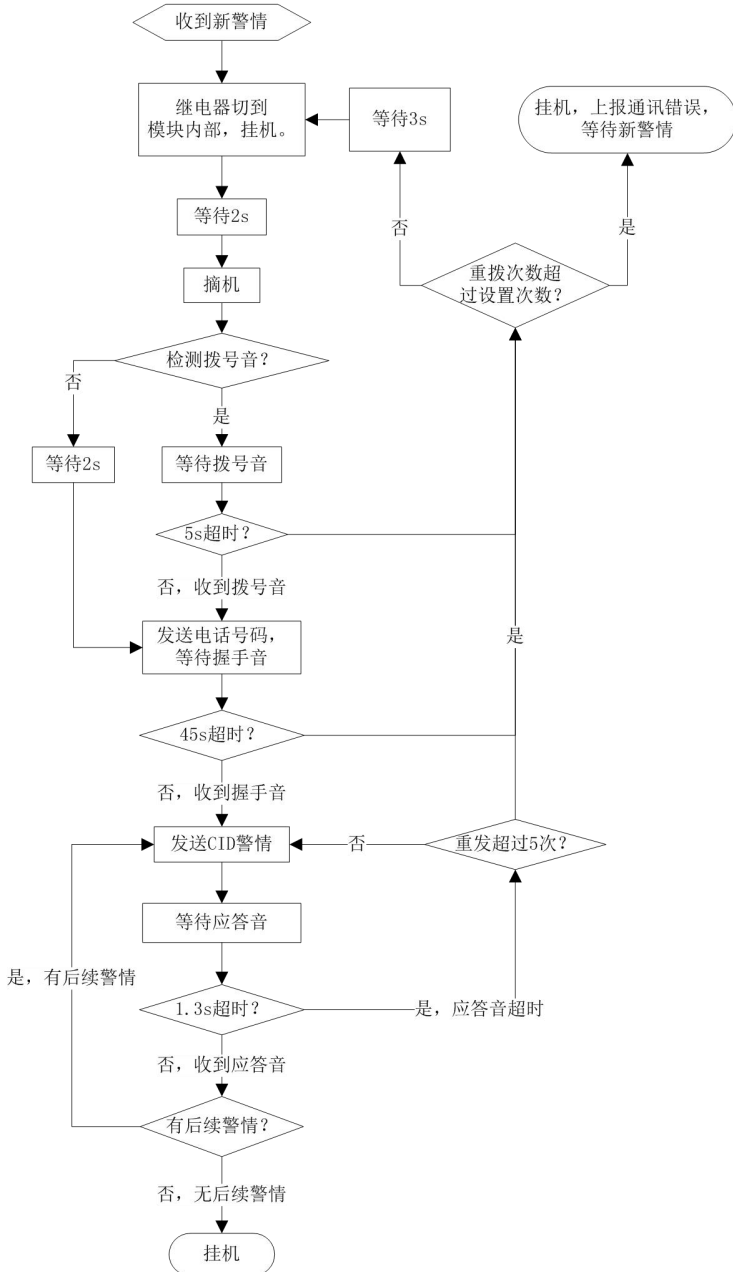 收到新警情
继电器切到
模块内部，挂机。
等待3s
挂机，上报通讯错误，
等待新警情
等待2s
否
是
摘机
重拨次数超
过设置次数？
检测拨号音？
否
是
等待2s
等待拨号音
5s超时？
否，收到拨号音
发送电话号码，
等待握手音
是
45s超时？
否，收到握手音
发送CID警情
否
重发超过5次？
等待应答音
是，有后续警情
1.3s超时？
是，应答音超时
否，收到应答音
有后续警情？
否，无后续警情
挂机